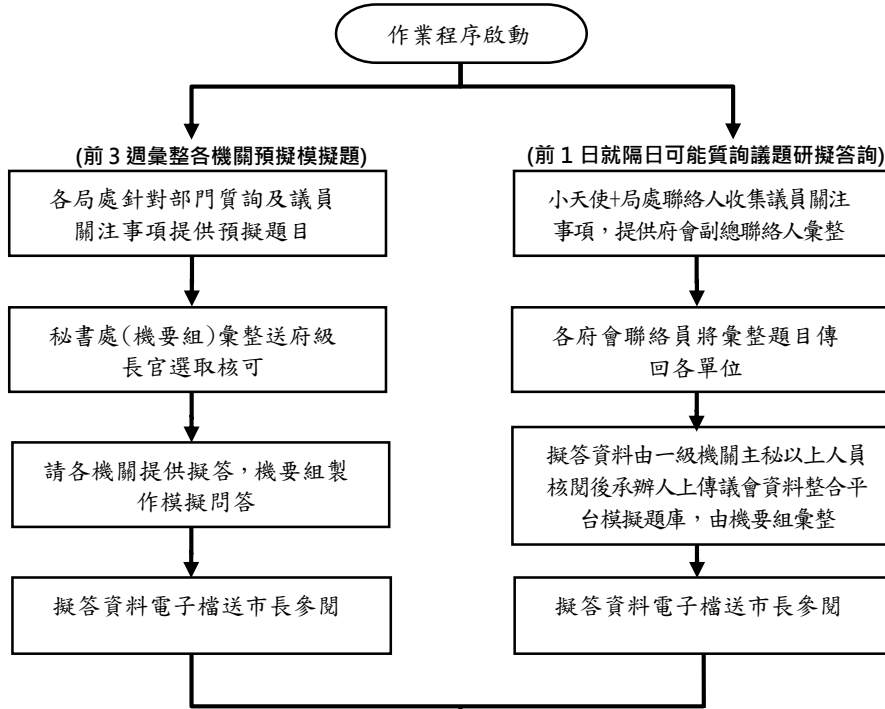 作業程序啟動
(前3週彙整各機關預擬模擬題)
各局處針對部門質詢及議員
關注事項提供預擬題目
秘書處(機要組)彙整送府級
長官選取核可
請各機關提供擬答，機要組製
作模擬問答
擬答資料電子檔送市長參閱
(前1日就隔日可能質詢議題研擬答詢)
小天使+局處聯絡人收集議員關注
事項，提供府會副總聯絡人彙整
各府會聯絡員將彙整題目傳
回各單位
擬答資料由一級機關主秘以上人員
核閱後承辦人上傳議會資料整合平
台模擬題庫，由機要組彙整
擬答資料電子檔送市長參閱